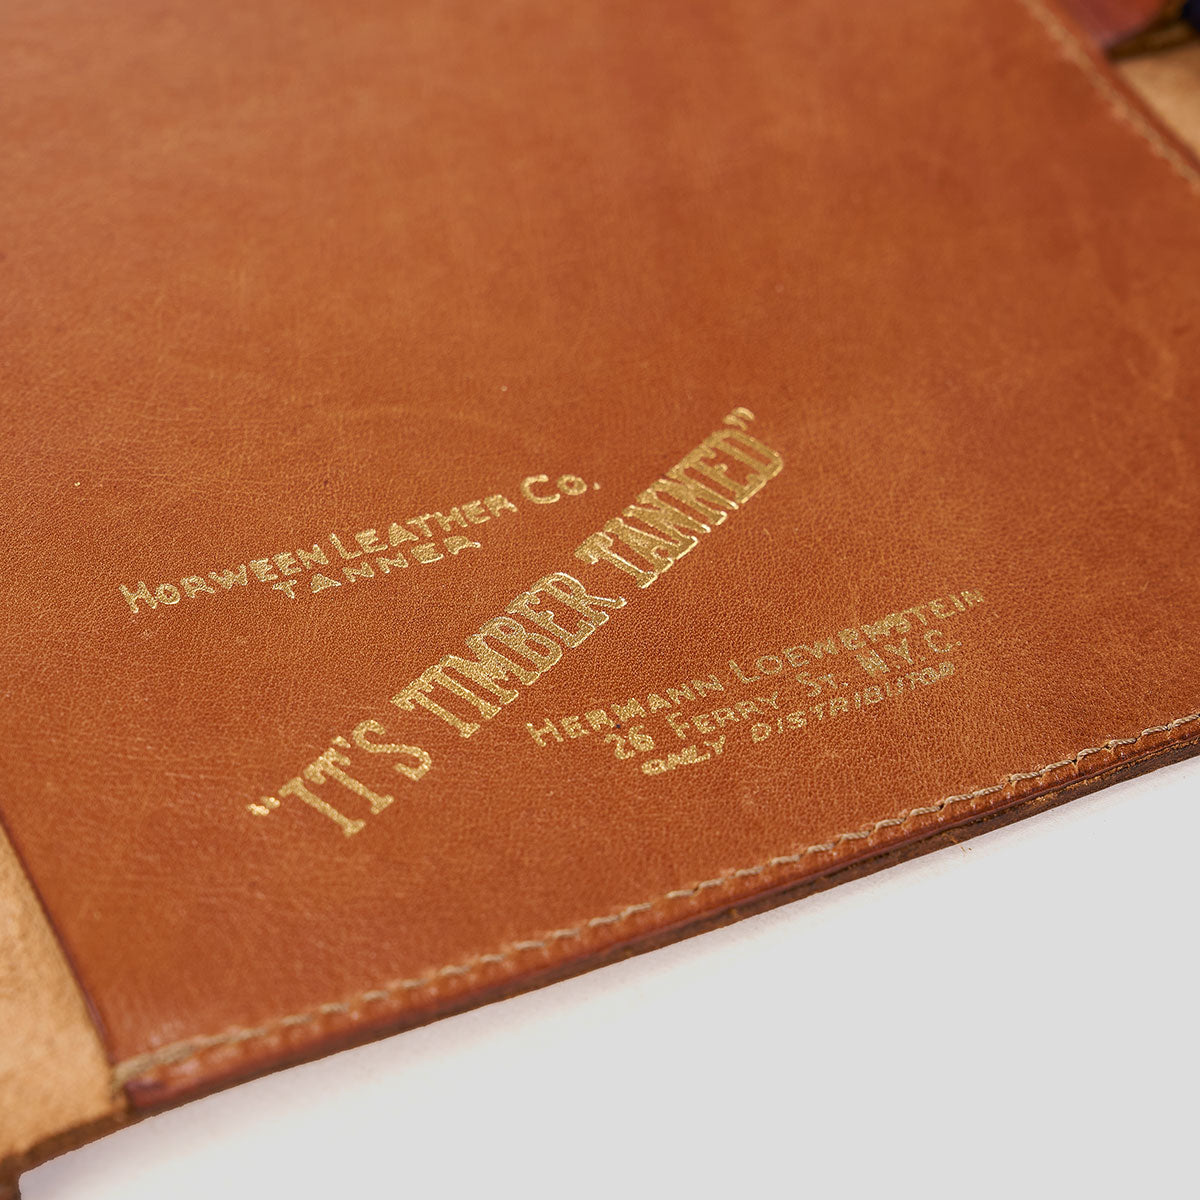 HORWEEN LEATHER CO.
TANNER
"IT'S TIMBER TANNED"
HERMANN LOEWENSTEIN
26 FERRY ST. N.Y.C.
ONLY DISTRIBUTOR